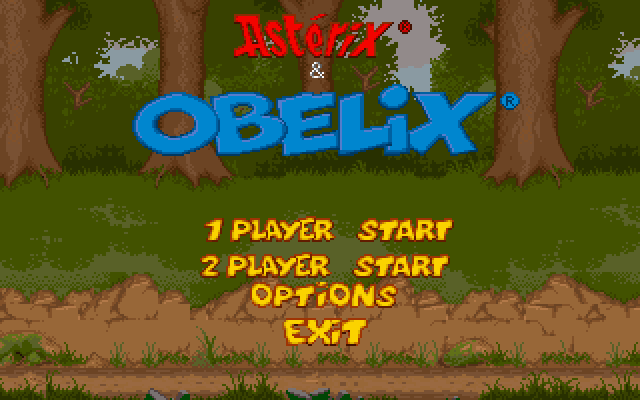 Astérix ®
&
OBELiX ®
1 PLAYER START
2 PLAYER START
OPTiONS
EXiT